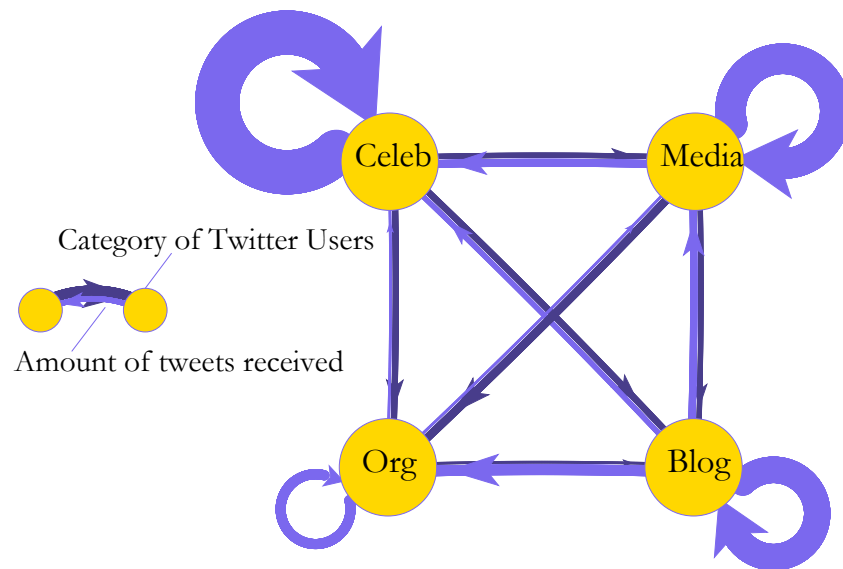 Celeb
Media
Category of Twitter Users
Amount of tweets received
Org
Blog